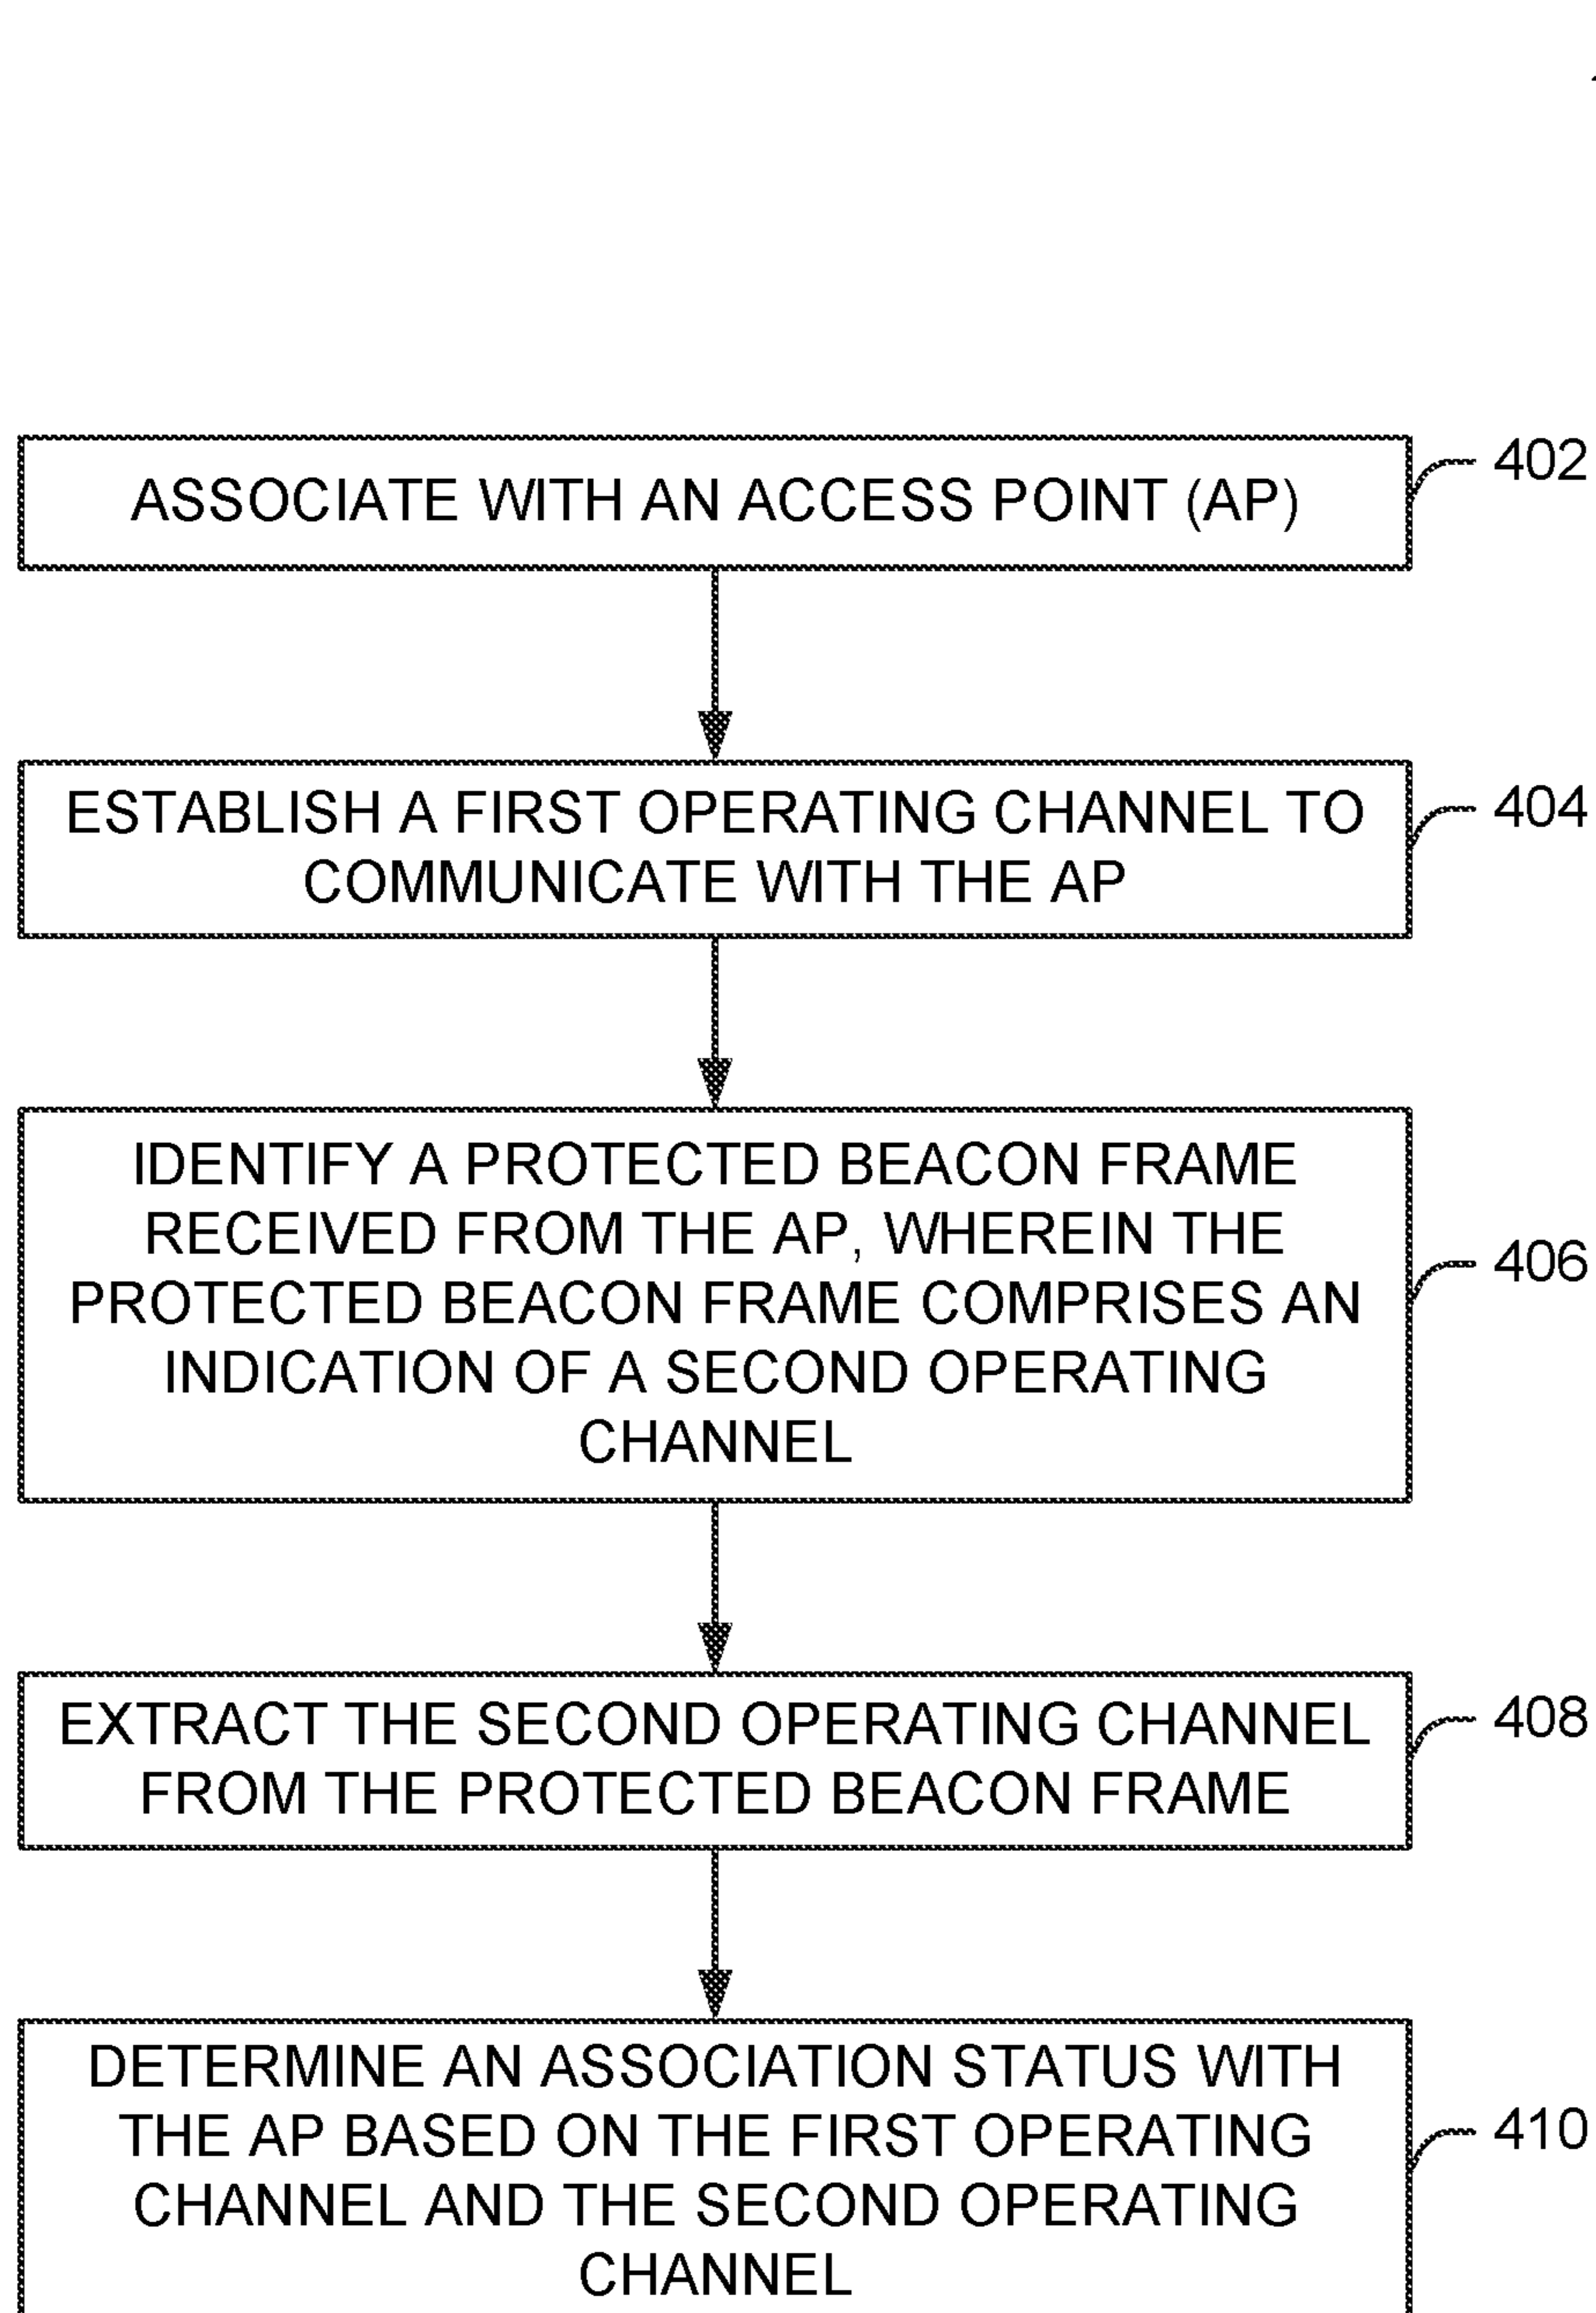 ASSOCIATE WITH AN ACCESS POINT (AP)
402
ESTABLISH A FIRST OPERATING CHANNEL TO
COMMUNICATE WITH THE AP
404
IDENTIFY A PROTECTED BEACON FRAME
RECEIVED FROM THE AP, WHEREIN THE
PROTECTED BEACON FRAME COMPRISES AN
INDICATION OF A SECOND OPERATING
CHANNEL
406
EXTRACT THE SECOND OPERATING CHANNEL
FROM THE PROTECTED BEACON FRAME
408
DETERMINE AN ASSOCIATION STATUS WITH
THE AP BASED ON THE FIRST OPERATING
CHANNEL AND THE SECOND OPERATING
CHANNEL
410